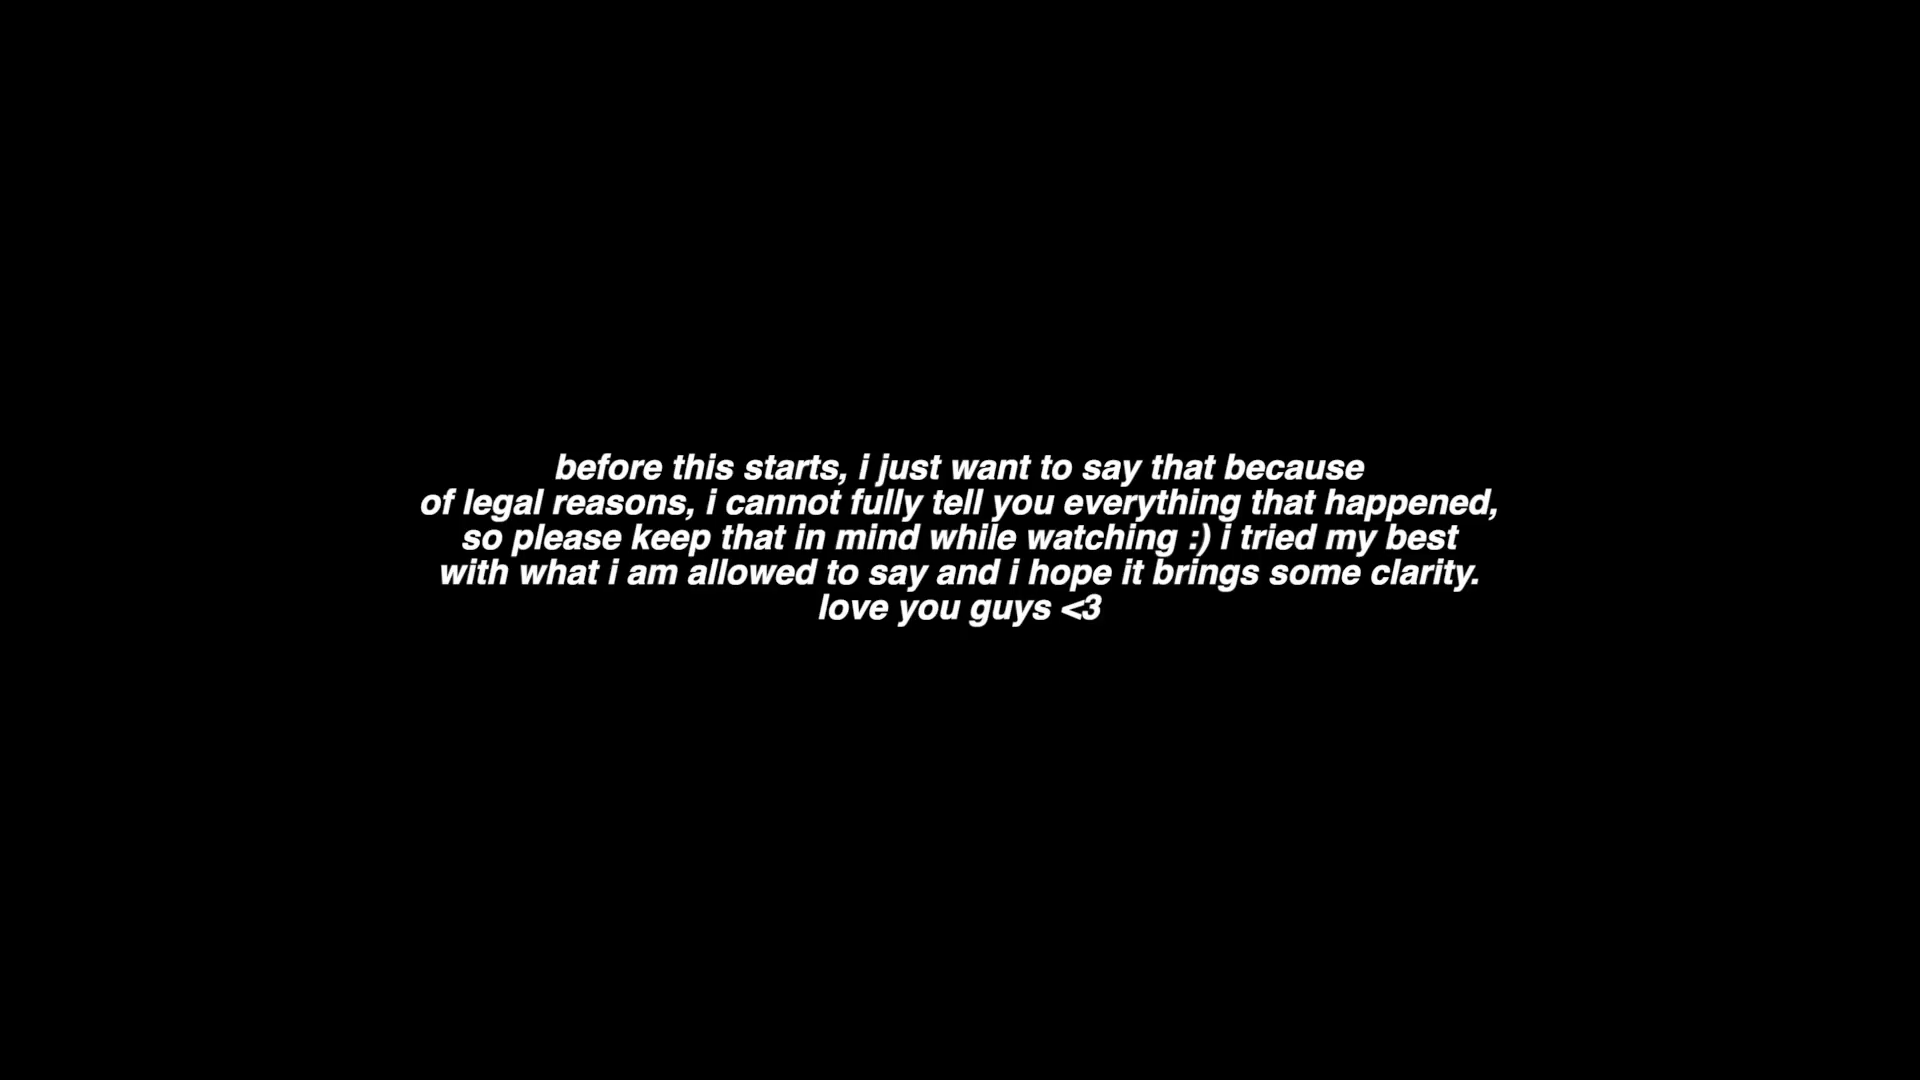 before this starts, i just want to say that because
of legal reasons, i cannot fully tell you everything that happened,
so please keep that in mind while watching :) i tried my best
with what i am allowed to say and i hope it brings some clarity.
love you guys <3